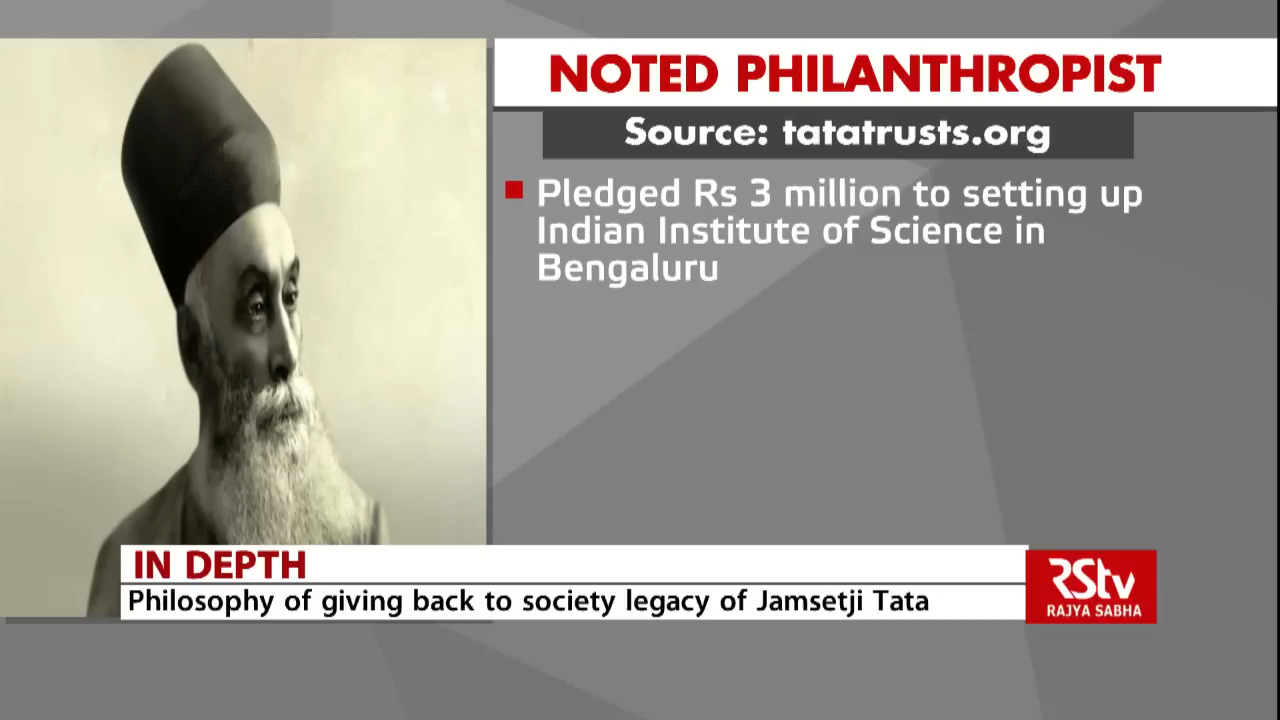 NOTED PHILANTHROPIST
Source: tatatrusts.org
Pledged Rs 3 million to setting up
Indian Institute of Science in
Bengaluru
IN DEPTH
Philosophy of giving back to society legacy of Jamsetji Tata
RStv
RAJYA SABHA